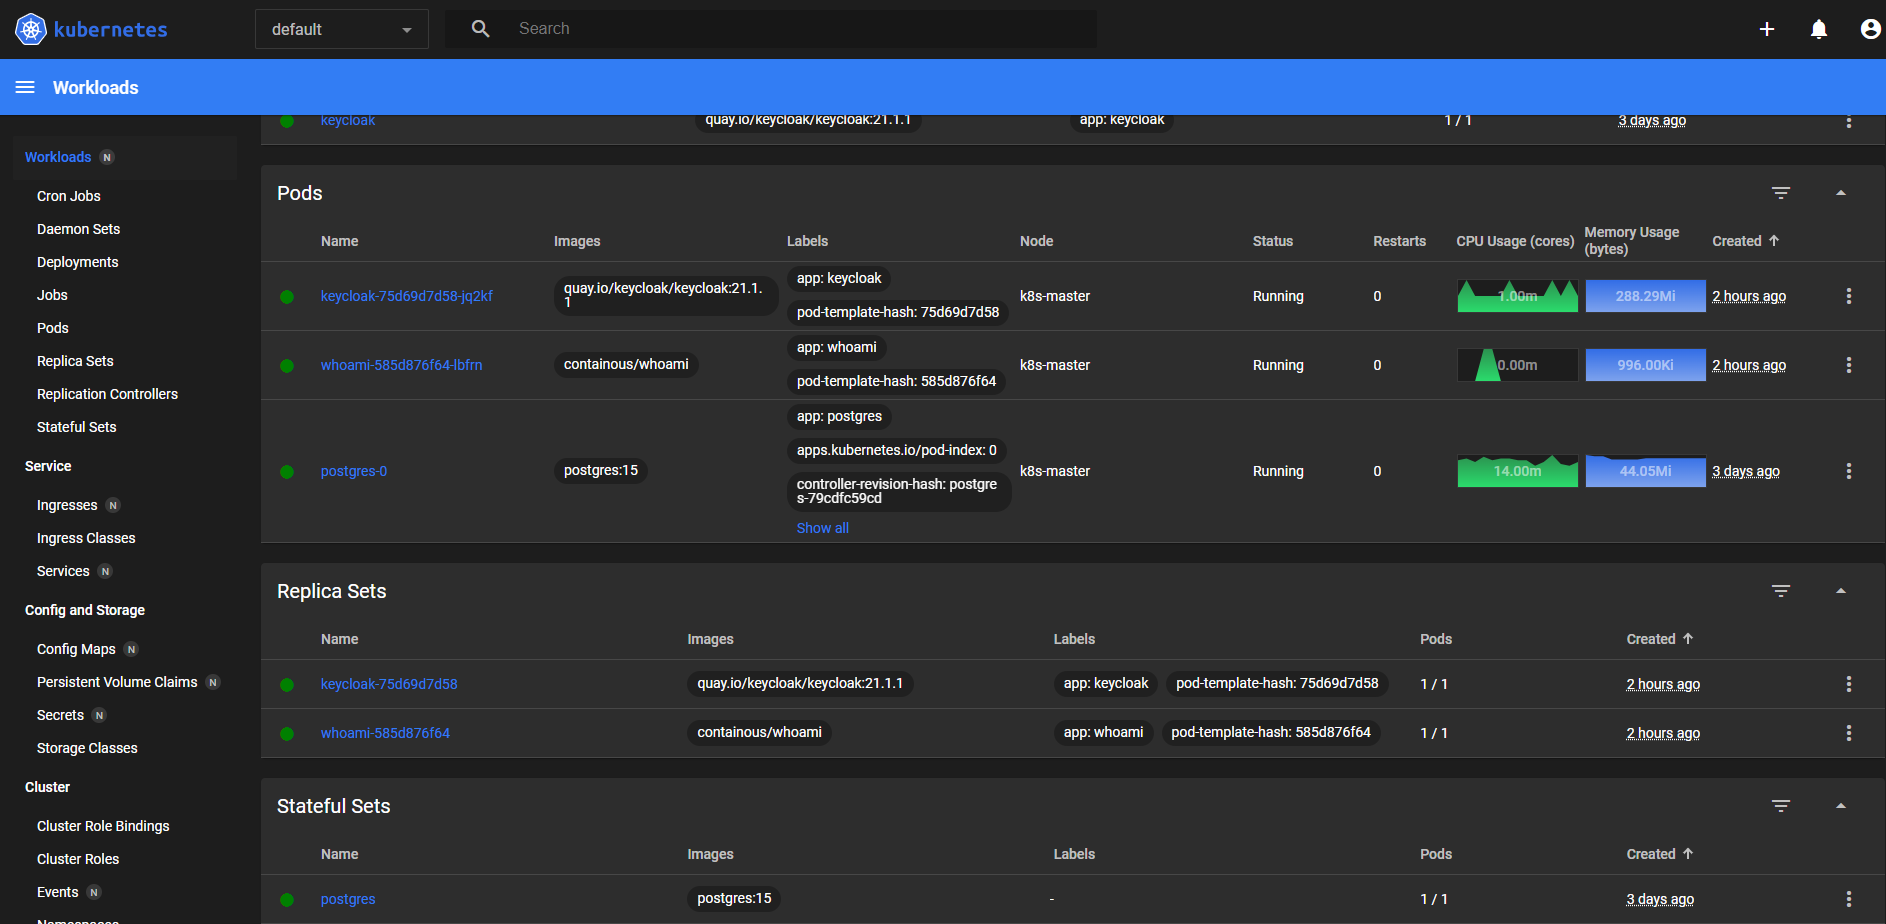 kubernetes
default
Search
Workloads
keycloak quay.io/keycloak/keycloak:21.1.1 app: keycloak 1 / 1 3 days ago
Workloads N
Cron Jobs
Daemon Sets
Deployments
Jobs
Pods
Replica Sets
Replication Controllers
Stateful Sets
Service
Ingresses N
Ingress Classes
Services N
Config and Storage
Config Maps N
Persistent Volume Claims N
Secrets N
Storage Classes
Cluster
Cluster Role Bindings
Cluster Roles
Events N
Namespaces
Pods
Name Images Labels Node Status Restarts CPU Usage (cores) Memory Usage
(bytes) Created
keycloak-75d69d7d58-jq2kf
quay.io/keycloak/keycloak:21.1.
1
app: keycloak
pod-template-hash: 75d69d7d58
k8s-master Running 0 1.00m 288.29Mi 2 hours ago
whoami-585d876f64-lbfrn
containous/whoami
app: whoami
pod-template-hash: 585d876f64
k8s-master Running 0 0.00m 996.00Ki 2 hours ago
postgres-0
postgres:15
app: postgres
apps.kubernetes.io/pod-index: 0
controller-revision-hash: postgre
s-79cdfc59cd
Show all
k8s-master Running 0 14.00m 44.05Mi 3 days ago
Replica Sets
Name Images Labels Pods Created
keycloak-75d69d7d58 quay.io/keycloak/keycloak:21.1.1 app: keycloak pod-template-hash: 75d69d7d58 1 / 1 2 hours ago
whoami-585d876f64 containous/whoami app: whoami pod-template-hash: 585d876f64 1 / 1 2 hours ago
Stateful Sets
Name Images Labels Pods Created
postgres postgres:15 - 1 / 1 3 days ago